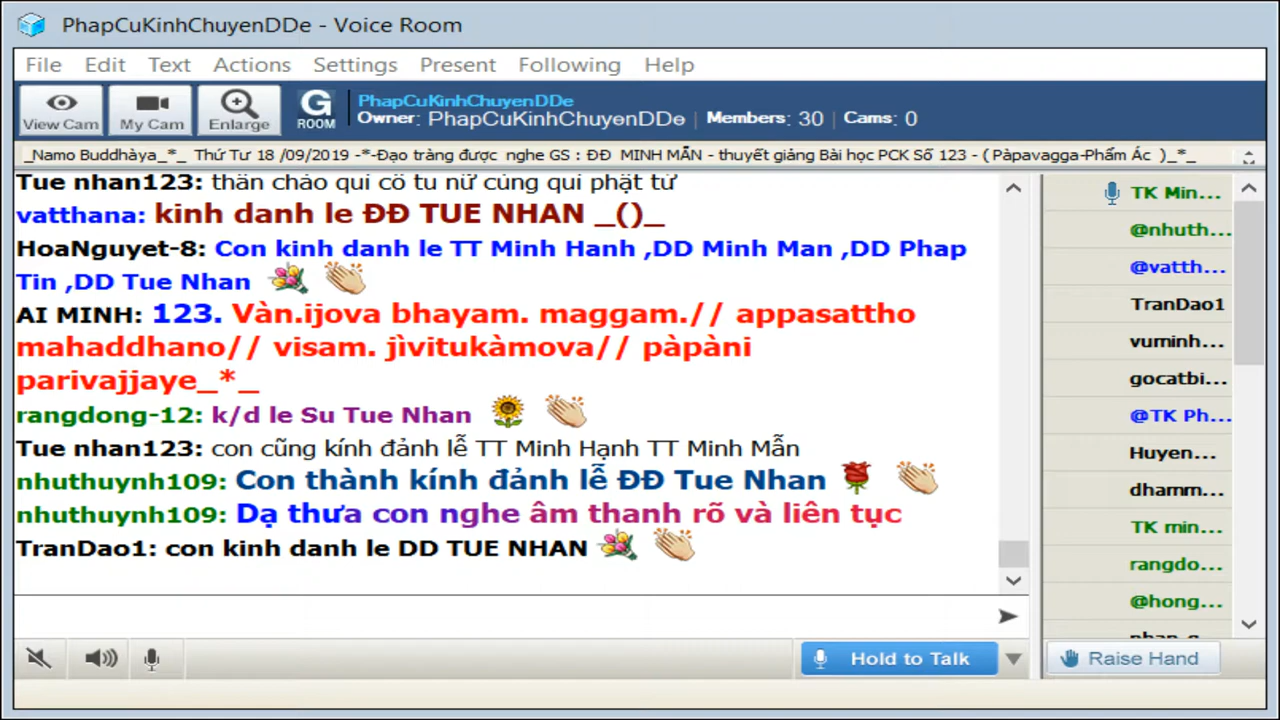 PhapCuKinhChuyenDDe - Voice Room
File Edit Text Actions Settings Present Following Help
View Cam My Cam Enlarge G ROOM
PhapCuKinhChuyenDDe
Owner: PhapCuKinhChuyenDDe | Members: 30 | Cams: 0
_Namo Buddhàya_*_ Thứ Tư 18 /09/2019 -*-Đạo tràng được nghe GS : ĐĐ MINH MẪN - thuyết giảng Bài học PCK Số 123 - ( Pàpavagga-Phẩm Ác )_*_
Tue nhan123: thân chào quí cô tu nữ cùng quí phật tử
vatthana: kinh danh le ĐĐ TUE NHAN _()_
HoaNguyet-8: Con kinh danh le TT Minh Hanh ,DD Minh Man ,DD Phap
Tin ,DD Tue Nhan
AI MINH: 123. Vàn.ijova bhayam. maggam.// appasattho
mahaddhano// visam. jìvitukàmova// pàpàni
parivajjaye_*_
rangdong-12: k/d le Su Tue Nhan
Tue nhan123: con cũng kính đảnh lễ TT Minh Hạnh TT Minh Mẫn
nhuthuynh109: Con thành kính đảnh lễ ĐĐ Tue Nhan
nhuthuynh109: Dạ thưa con nghe âm thanh rõ và liên tục
TranDao1: con kinh danh le DD TUE NHAN
TK Min...
@nhuth...
@vatth...
TranDao1
vuminh...
gocatbi...
@TK Ph...
Huyen...
dhamm...
TK min...
rangdo...
@hong...
Hold to Talk
Raise Hand